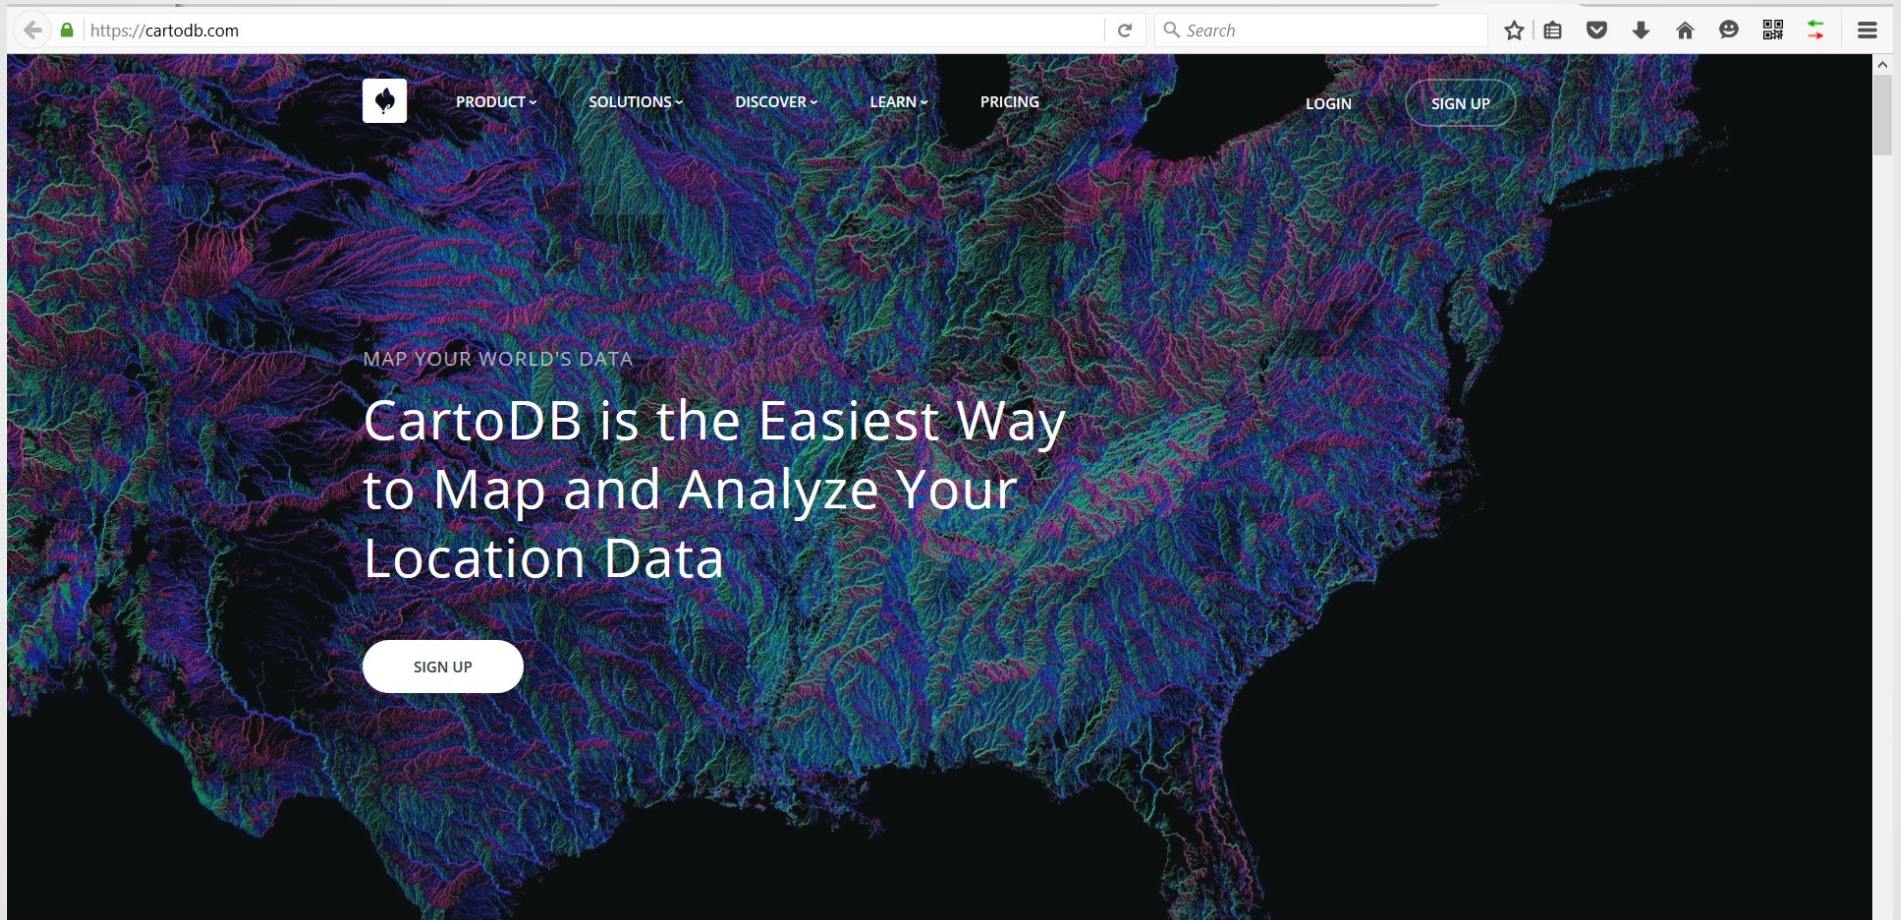 https://cartodb.com
Search
PRODUCT
SOLUTIONS
DISCOVER
LEARN
PRICING
LOGIN
SIGN UP
MAP YOUR WORLD'S DATA
CartoDB is the Easiest Way
to Map and Analyze Your
Location Data
SIGN UP